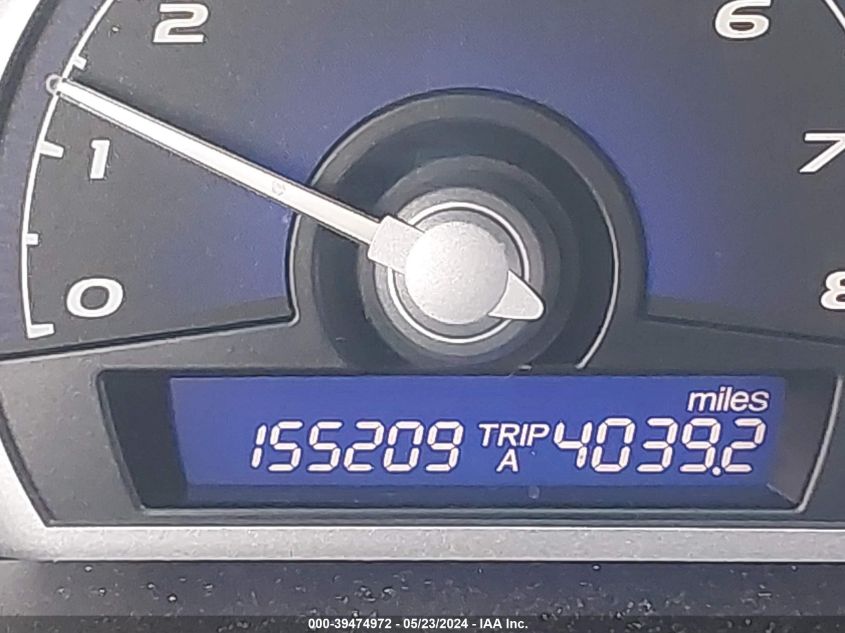 2 6
1 7
0 8
miles
155209 TRIP A 4039.2
000-39474972 — 05/23/2024 — IAA Inc.